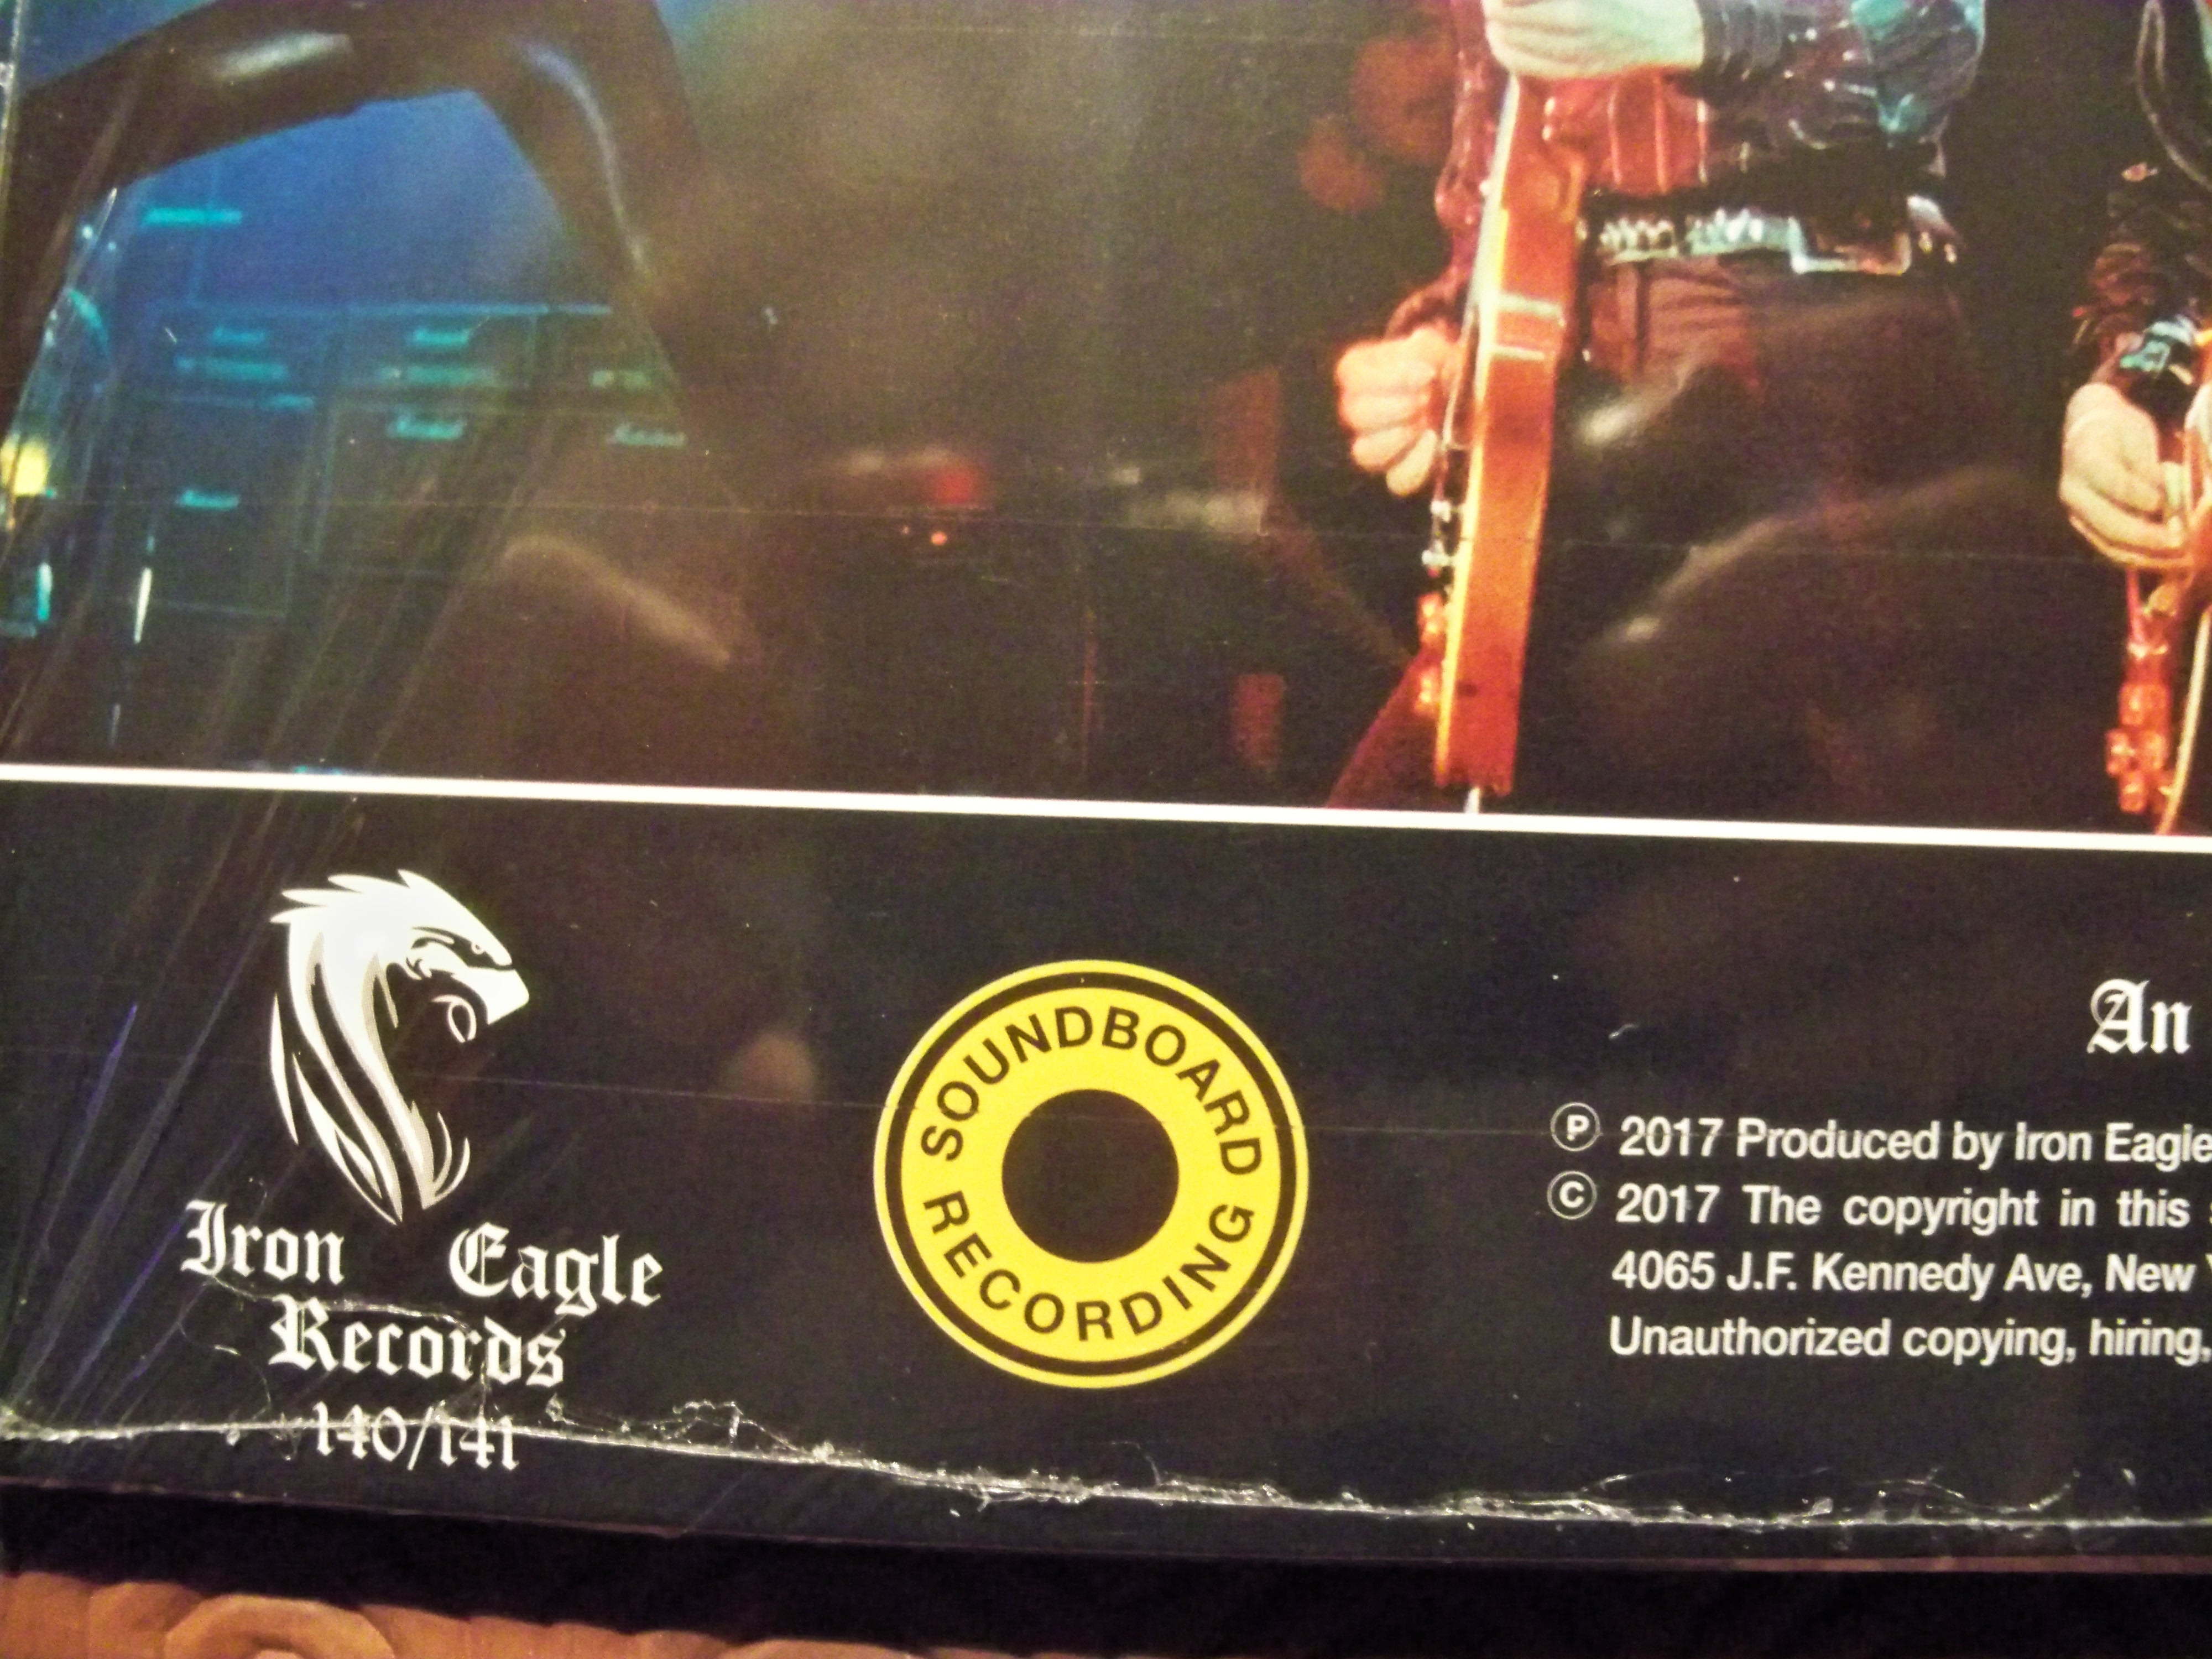 Marshall
Iron Eagle
Records
140/141
SOUNDBOARD
RECORDING
An
Ⓟ 2017 Produced by Iron Eagle
© 2017 The copyright in this
4065 J.F. Kennedy Ave, New
Unauthorized copying, hiring,